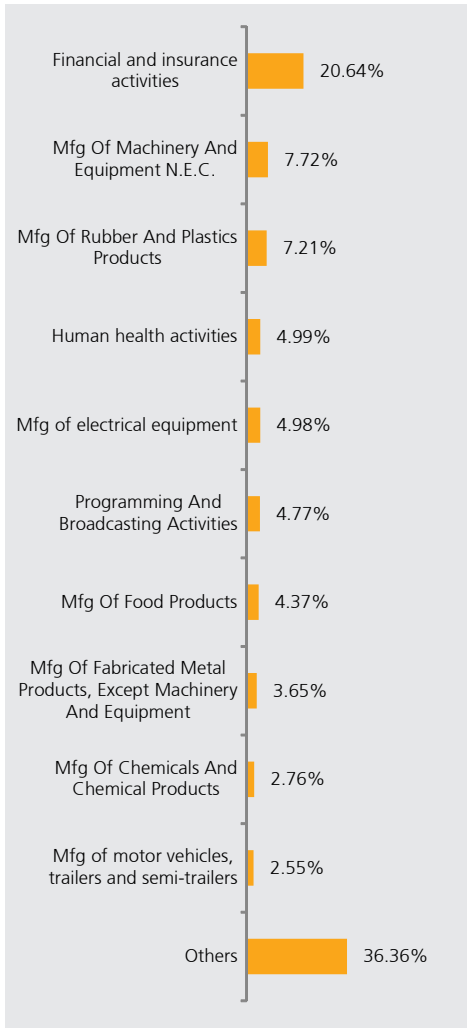 Financial and insurance
activities
20.64%
Mfg Of Machinery And
Equipment N.E.C.
7.72%
Mfg Of Rubber And Plastics
Products
7.21%
Human health activities
4.99%
Mfg of electrical equipment
4.98%
Programming And
Broadcasting Activities
4.77%
Mfg Of Food Products
4.37%
Mfg Of Fabricated Metal
Products, Except Machinery
And Equipment
3.65%
Mfg Of Chemicals And
Chemical Products
2.76%
Mfg of motor vehicles,
trailers and semi-trailers
2.55%
Others
36.36%